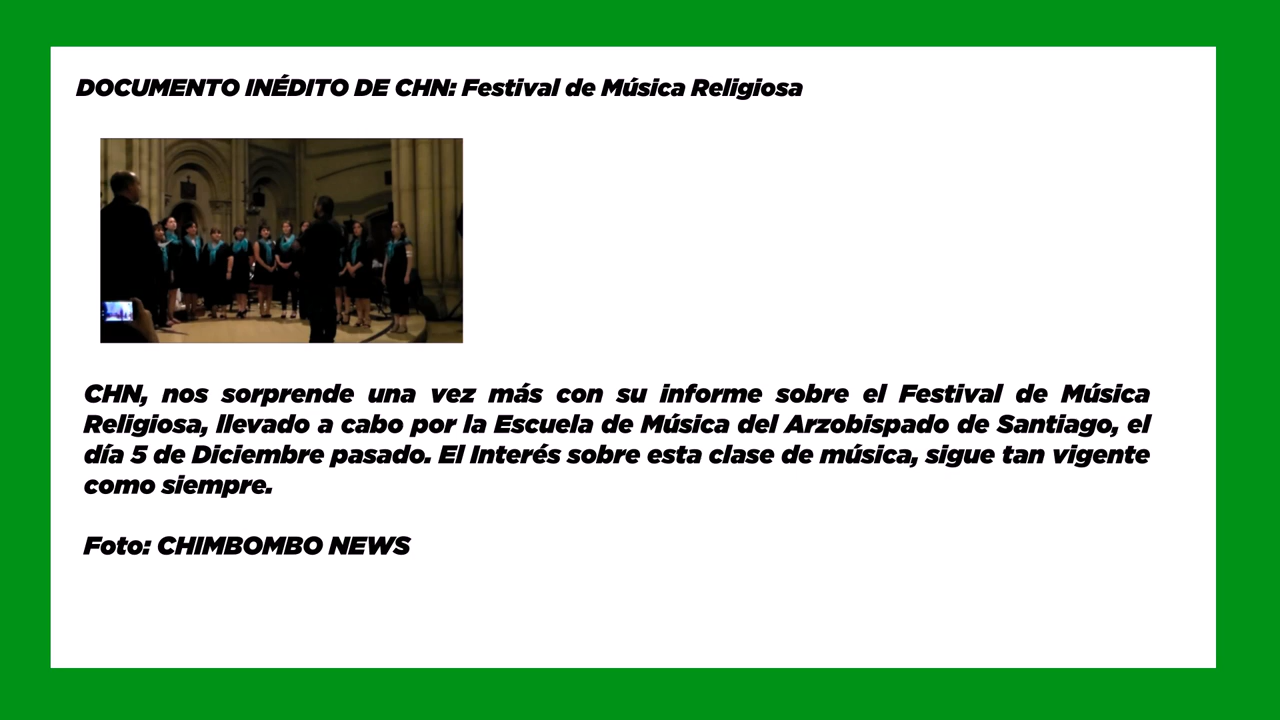 DOCUMENTO INÉDITO DE CHN: Festival de Música Religiosa
CHN, nos sorprende una vez más con su informe sobre el Festival de Música
Religiosa, llevado a cabo por la Escuela de Música del Arzobispado de Santiago, el
día 5 de Diciembre pasado. El Interés sobre esta clase de música, sigue tan vigente
como siempre.
Foto: CHIMBOMBO NEWS